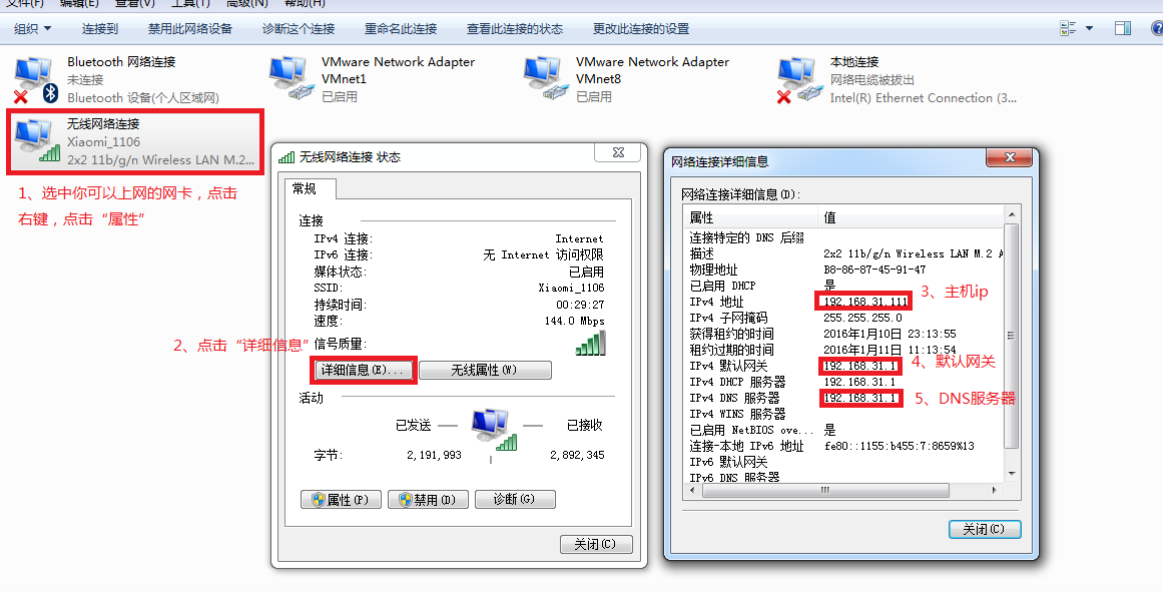 文件(F) 编辑(E) 查看(V) 工具(T) 高级(N) 帮助(H)
组织 连接到 禁用此网络设备 诊断这个连接 重命名此连接 查看此连接的状态 更改此连接的设置
Bluetooth 网络连接
未连接
Bluetooth 设备(个人区域网)
VMware Network Adapter
VMnet1
已启用
VMware Network Adapter
VMnet8
已启用
本地连接
网络电缆被拔出
Intel(R) Ethernet Connection (3...
无线网络连接
Xiaomi_1106
2x2 11b/g/n Wireless LAN M.2...
1、选中你可以上网的网卡，点击
右键，点击“属性”
无线网络连接 状态
常规
连接
IPv4 连接: Internet
IPv6 连接: 无 Internet 访问权限
媒体状态: 已启用
SSID: Xiaomi_1106
持续时间: 00:29:27
速度: 144.0 Mbps
信号质量:
2、点击“详细信息”
详细信息(E)... 无线属性(W)
活动
已发送 — — 已接收
字节: 2,191,993 2,892,345
属性(P) 禁用(D) 诊断(G)
关闭(C)
网络连接详细信息
网络连接详细信息(D):
属性 值
连接特定的 DNS 后缀
描述 2x2 11b/g/n Wireless LAN M.2 A
物理地址 B8-86-87-45-91-47
已启用 DHCP 是
IPv4 地址 192.168.31.111
3、主机ip
IPv4 子网掩码 255.255.255.0
获得租约的时间 2016年1月10日 23:13:55
租约过期的时间 2016年1月11日 11:13:54
IPv4 默认网关 192.168.31.1
4、默认网关
IPv4 DHCP 服务器 192.168.31.1
IPv4 DNS 服务器 192.168.31.1
5、DNS服务器
IPv4 WINS 服务器
已启用 NetBIOS ove... 是
连接-本地 IPv6 地址 fe80::1155:b455:7:8659%13
IPv6 默认网关
IPv6 DNS 服务器
关闭(C)